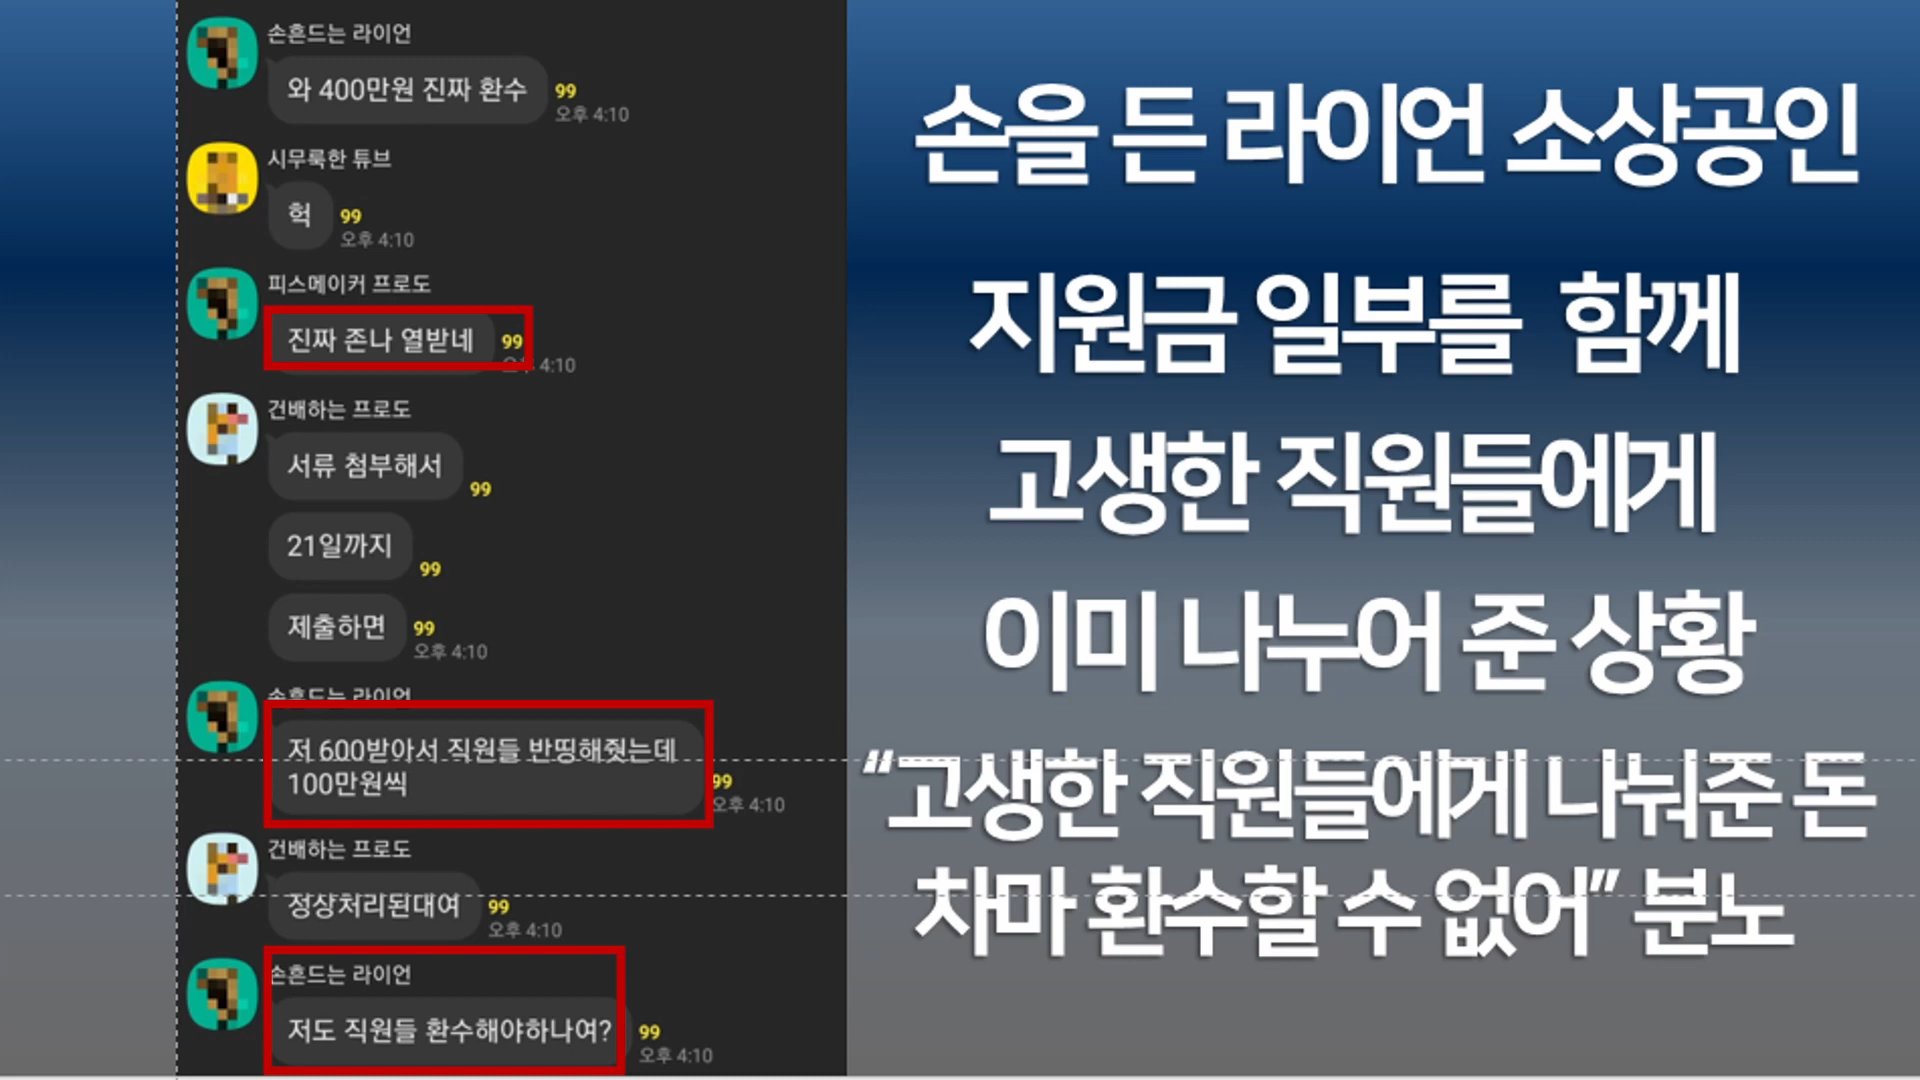 손흔드는 라이언
와 400만원 진짜 환수
99
오후 4:10
시무룩한 튜브
헉
99
오후 4:10
피스메이커 프로도
진짜 존나 열받네
99
오후 4:10
건배하는 프로도
서류 첨부해서
99
21일까지
99
제출하면
99
오후 4:10
손흔드는 라이언
저 600받아서 직원들 반띵해줫는데
100만원씩
99
오후 4:10
건배하는 프로도
정상처리된대여
99
오후 4:10
손흔드는 라이언
저도 직원들 환수해야하나여?
99
오후 4:10
손을 든 라이언 소상공인
지원금 일부를 함께
고생한 직원들에게
이미 나누어 준 상황
“고생한 직원들에게 나눠준 돈
차마 환수할 수 없어” 분노